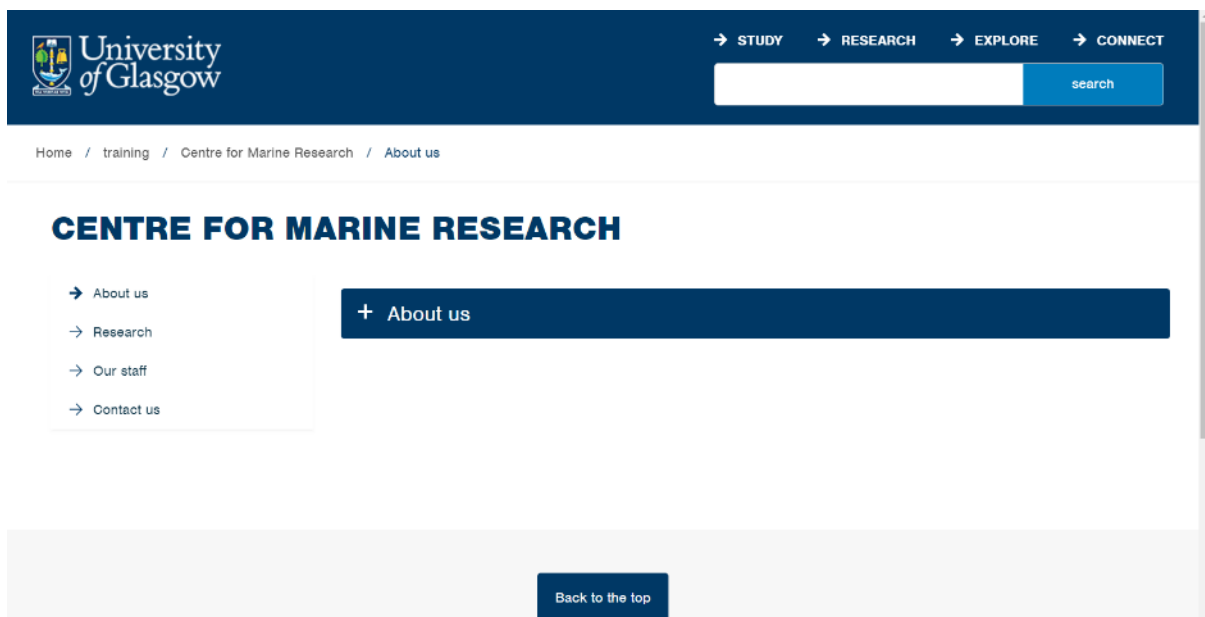 University
of Glasgow
→ STUDY → RESEARCH → EXPLORE → CONNECT
search
Home / training / Centre for Marine Research / About us
CENTRE FOR MARINE RESEARCH
→ About us
→ Research
→ Our staff
→ Contact us
+ About us
Back to the top